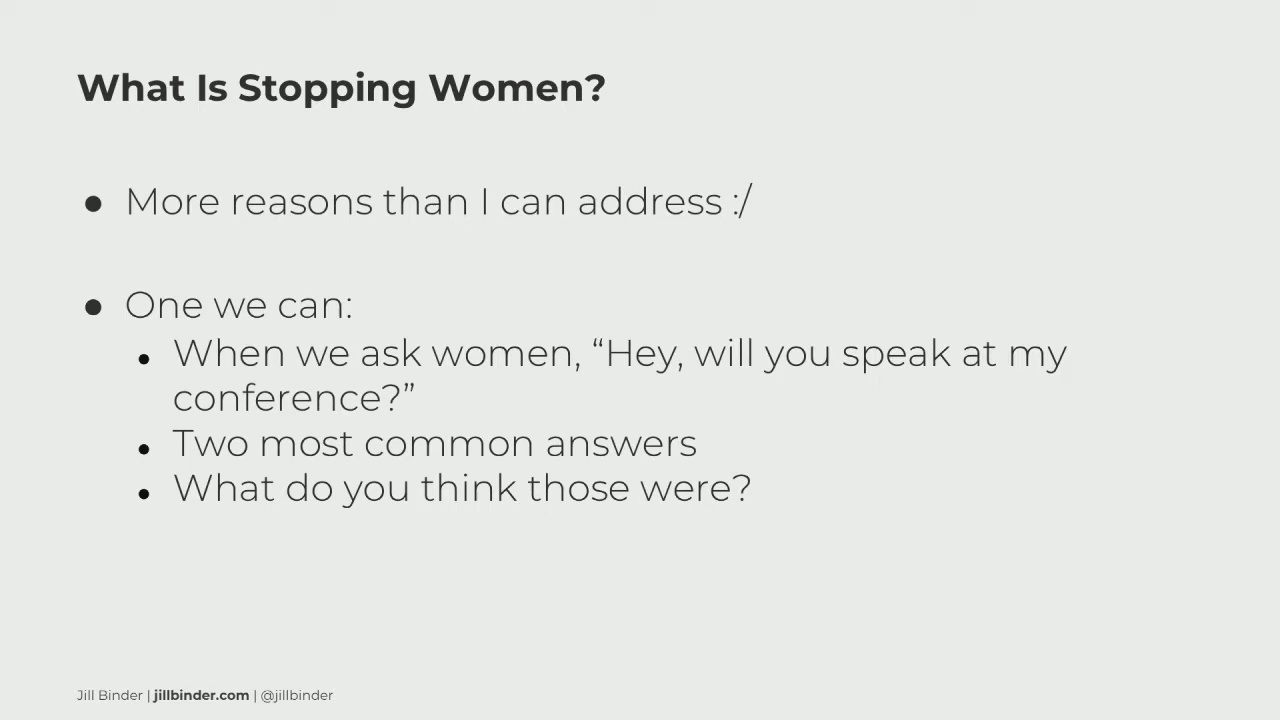 What Is Stopping Women?
● More reasons than I can address :/
● One we can:
● When we ask women, “Hey, will you speak at my
conference?”
● Two most common answers
● What do you think those were?
Jill Binder | jillbinder.com | @jillbinder